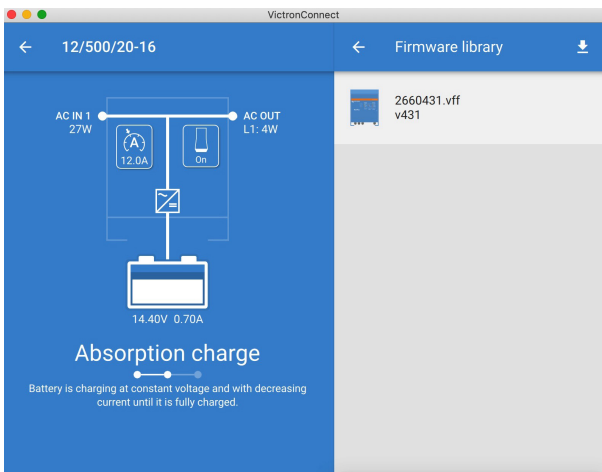 VictronConnect
12/500/20-16
AC IN 1
27W
AC OUT
L1: 4W
A
12.0A
On
14.40V 0.70A
Absorption charge
Battery is charging at constant voltage and with decreasing
current until it is fully charged.
Firmware library
2660431.vff
v431